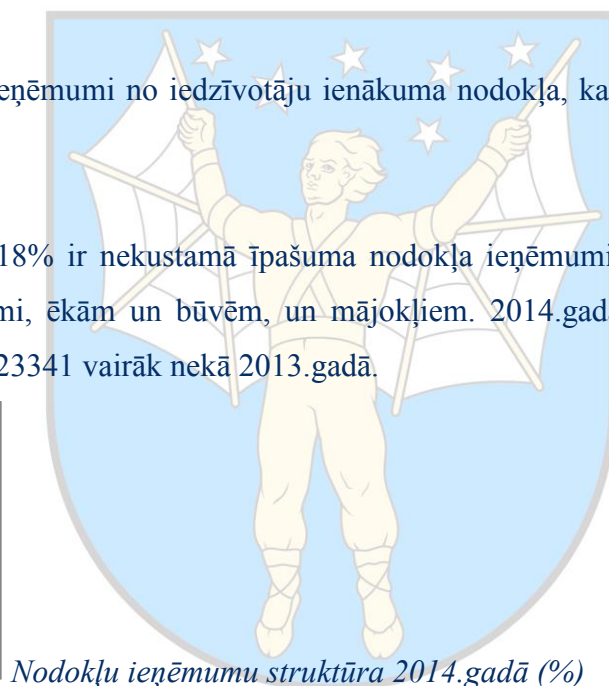 eņēmumi no iedzīvotāju ienākuma nodokļa, ka
18% ir nekustamā īpašuma nodokļa ieņēmumi
mi, ēkām un būvēm, un mājokļiem. 2014.gad
23341 vairāk nekā 2013.gadā.
Nodokļu ieņēmumu struktūra 2014.gadā (%)